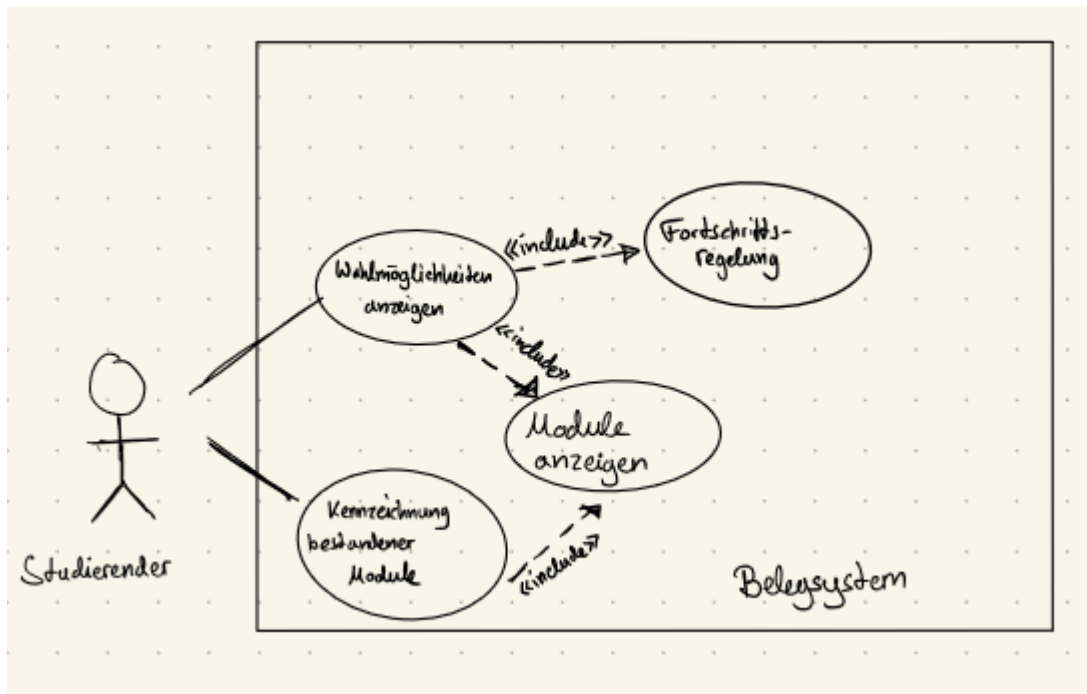 «include»
Fortschritts-
regelung
Wahlmöglichkeiten
anzeigen
«include»
Module
anzeigen
Kennzeichnung
bestandener
Module
«include»
Studierender
Belegsystem